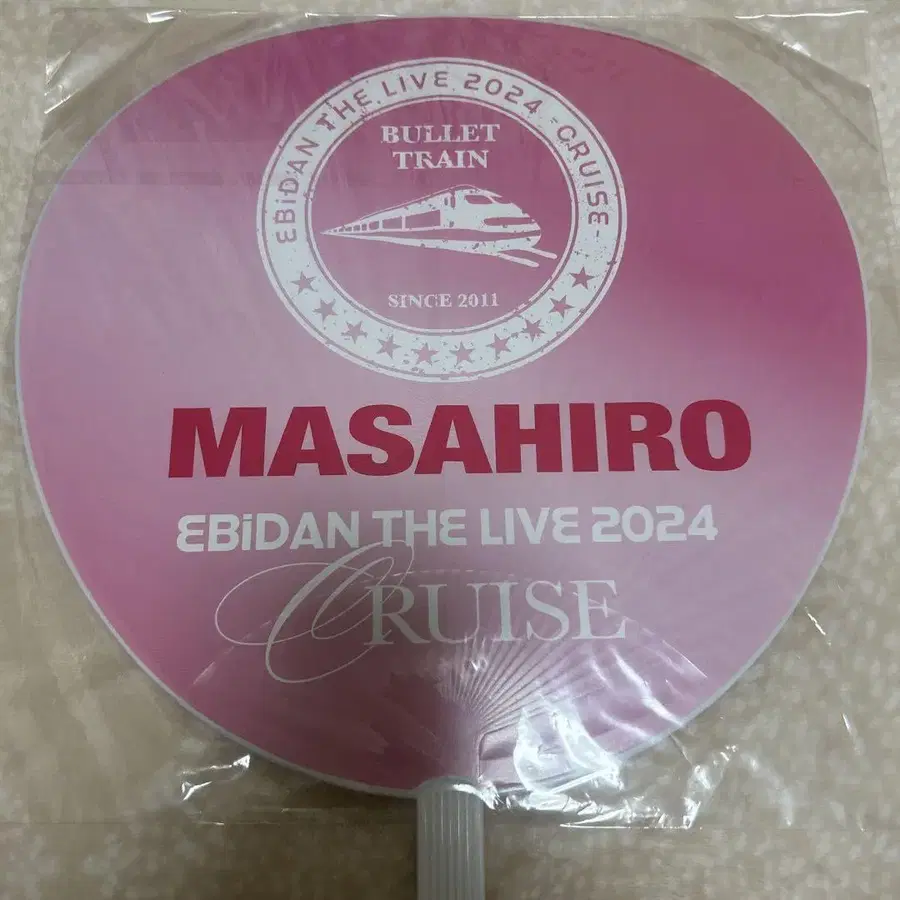 EBiDAN THE LIVE 2024 -CRUISE-
BULLET
TRAIN
SINCE 2011
MASAHIRO
EBiDAN THE LIVE 2024
CRUISE